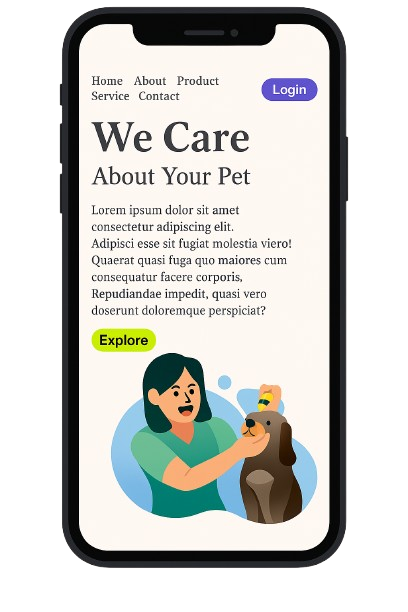 Home About Product
Service Contact
Login
We Care
About Your Pet
Lorem ipsum dolor sit amet
consectetur adipiscing elit.
Adipisci esse sit fugiat molestia viero!
Quaerat quasi fuga quo maiores cum
consequatur facere corporis,
Repudiandae impedit, quasi vero
doserunt doloremque perspiciat?
Explore